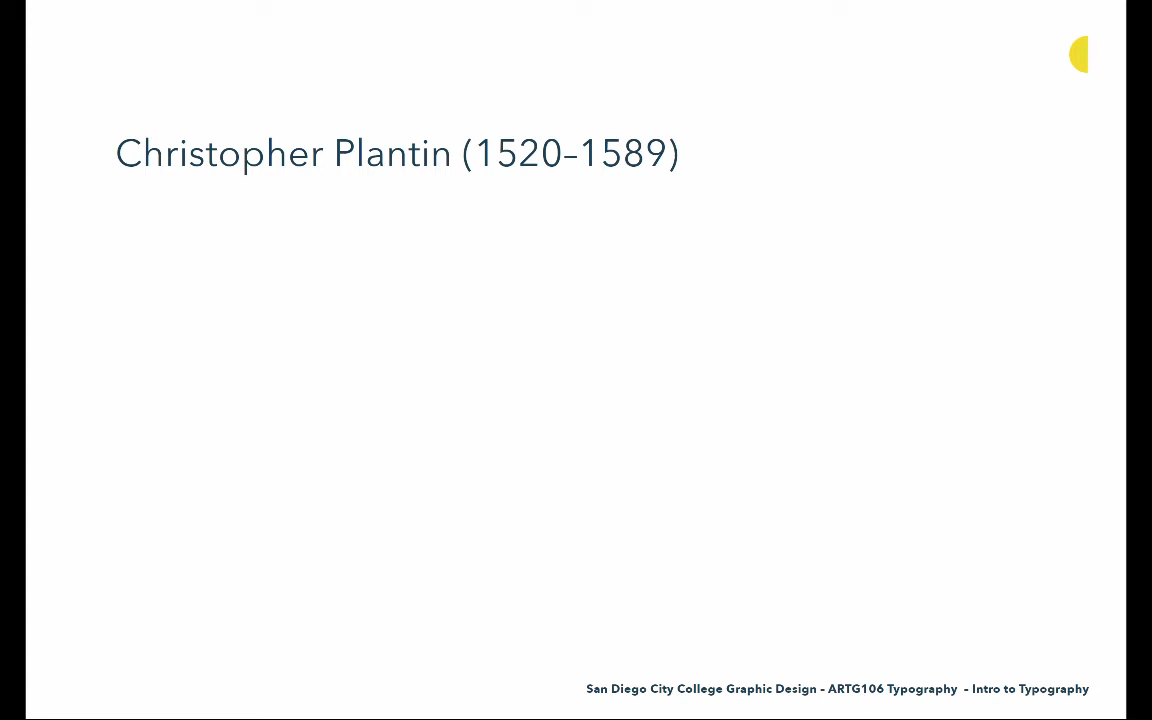 Christopher Plantin (1520–1589)
San Diego City College Graphic Design – ARTG106 Typography – Intro to Typography